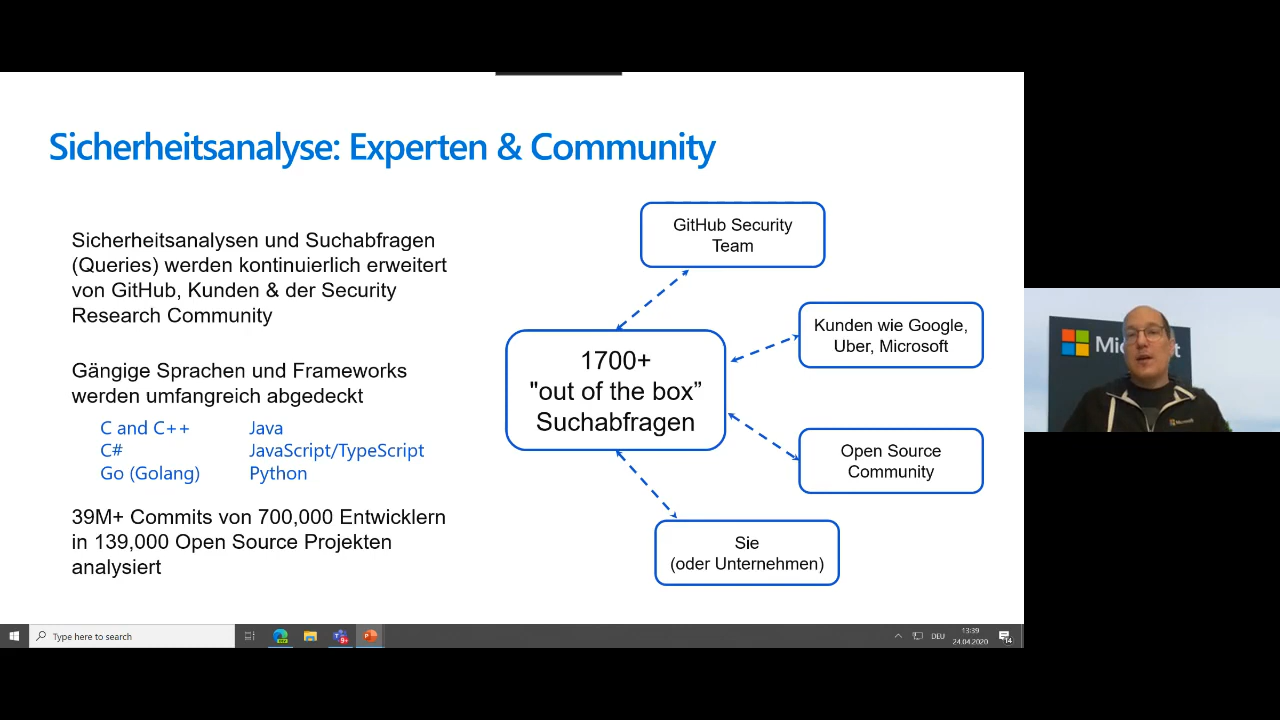 Sicherheitsanalyse: Experten & Community
Sicherheitsanalysen und Suchabfragen
(Queries) werden kontinuierlich erweitert
von GitHub, Kunden & der Security
Research Community
Gängige Sprachen und Frameworks
werden umfangreich abgedeckt
C and C++
Java
C#
JavaScript/TypeScript
Go (Golang)
Python
39M+ Commits von 700,000 Entwicklern
in 139,000 Open Source Projekten
analysiert
GitHub Security
Team
Kunden wie Google,
Uber, Microsoft
1700+
"out of the box”
Suchabfragen
Open Source
Community
Sie
(oder Unternehmen)
Type here to search
DEU
13:39
24.04.2020